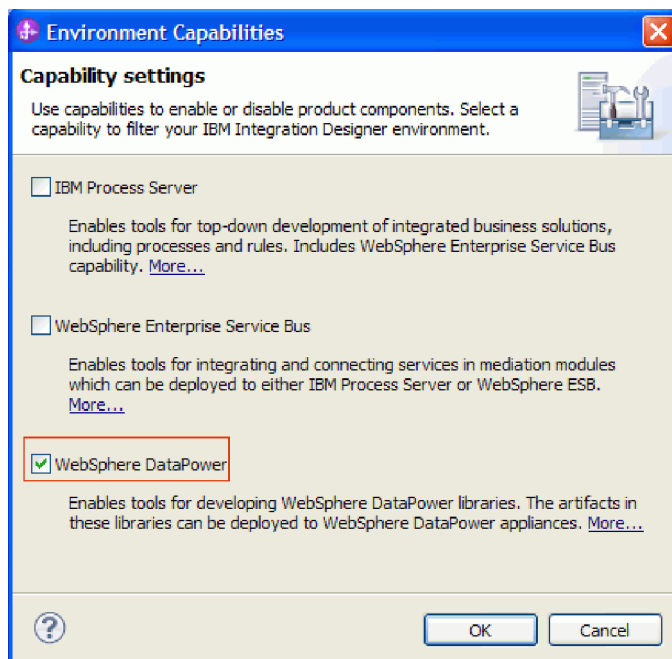 Environment Capabilities
Capability settings
Use capabilities to enable or disable product components. Select a
capability to filter your IBM Integration Designer environment.
IBM Process Server
Enables tools for top-down development of integrated business solutions,
including processes and rules. Includes WebSphere Enterprise Service Bus
capability. More...
WebSphere Enterprise Service Bus
Enables tools for integrating and connecting services in mediation modules
which can be deployed to either IBM Process Server or WebSphere ESB.
More...
WebSphere DataPower
Enables tools for developing WebSphere DataPower libraries. The artifacts in
these libraries can be deployed to WebSphere DataPower appliances. More...
?
OK Cancel